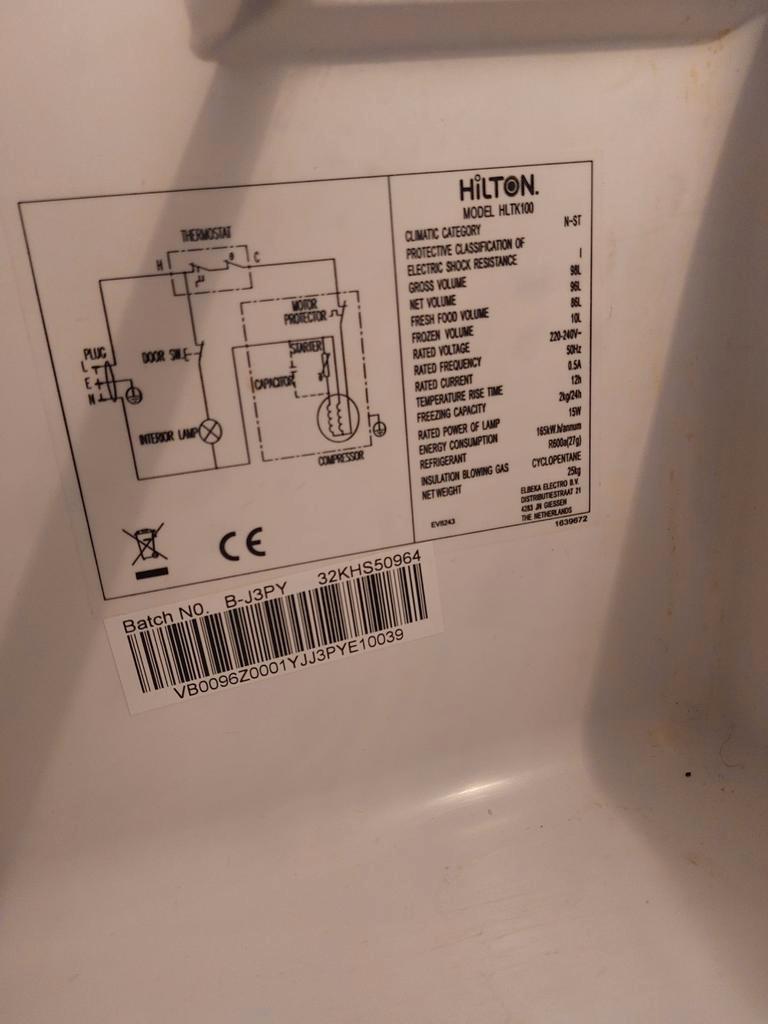 HiLTON.
MODEL HLTK100
CLIMATIC CATEGORY N-ST
PROTECTIVE CLASSIFICATION OF
ELECTRIC SHOCK RESISTANCE I
GROSS VOLUME 98L
NET VOLUME 96L
FRESH FOOD VOLUME 86L
FROZEN VOLUME 10L
RATED VOLTAGE 220-240V~
RATED FREQUENCY 50Hz
RATED CURRENT 0.5A
TEMPERATURE RISE TIME 12h
FREEZING CAPACITY 2kg/24h
RATED POWER OF LAMP 15W
ENERGY CONSUMPTION 165kW.h/annum
REFRIGERANT R600a(27g)
INSULATION BLOWING GAS CYCLOPENTANE
NET WEIGHT 25kg
ELBEKA ELECTRO B.V.
DISTRIBUTIESTRAAT 21
4283 JN GIESSEN
THE NETHERLANDS
EV8243 1639672
THERMOSTAT
H C
MOTOR
PROTECTOR
PLUG
L
E
N
DOOR SW.
STARTER
CAPACITOR
INTERIOR LAMP
COMPRESSOR
CE
Batch NO. B-J3PY 32KHS50964
VB0096Z0001YJJ3PYE10039